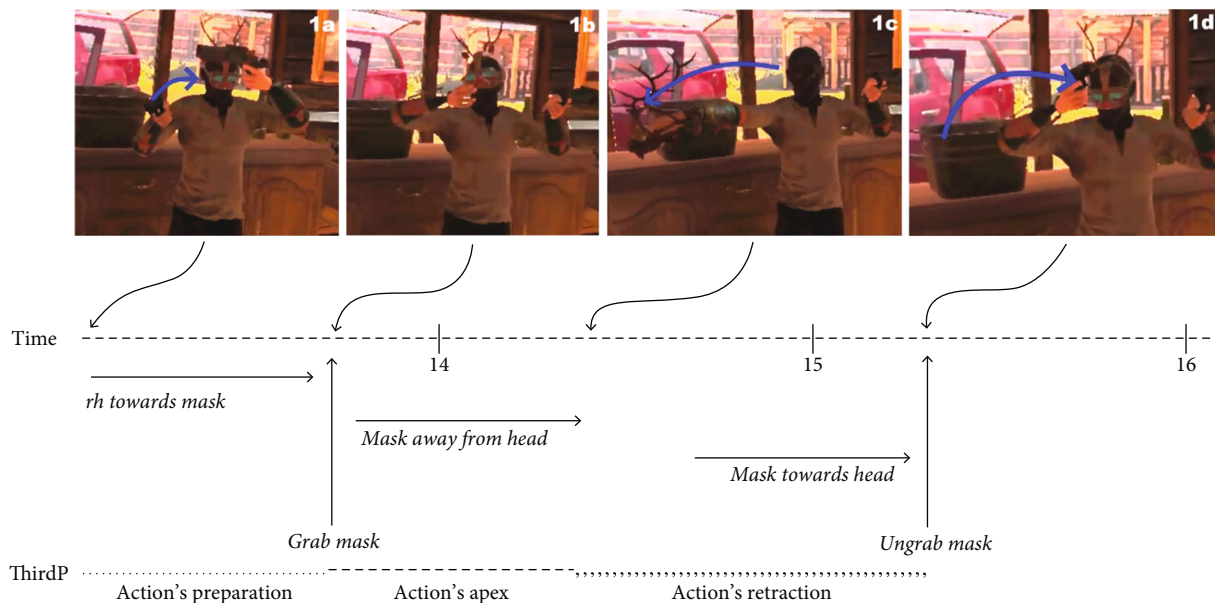 1a
1b
1c
1d
Time
14
15
16
rh towards mask
Mask away from head
Mask towards head
Grab mask
Ungrab mask
ThirdP
Action’s preparation
Action’s apex
Action’s retraction